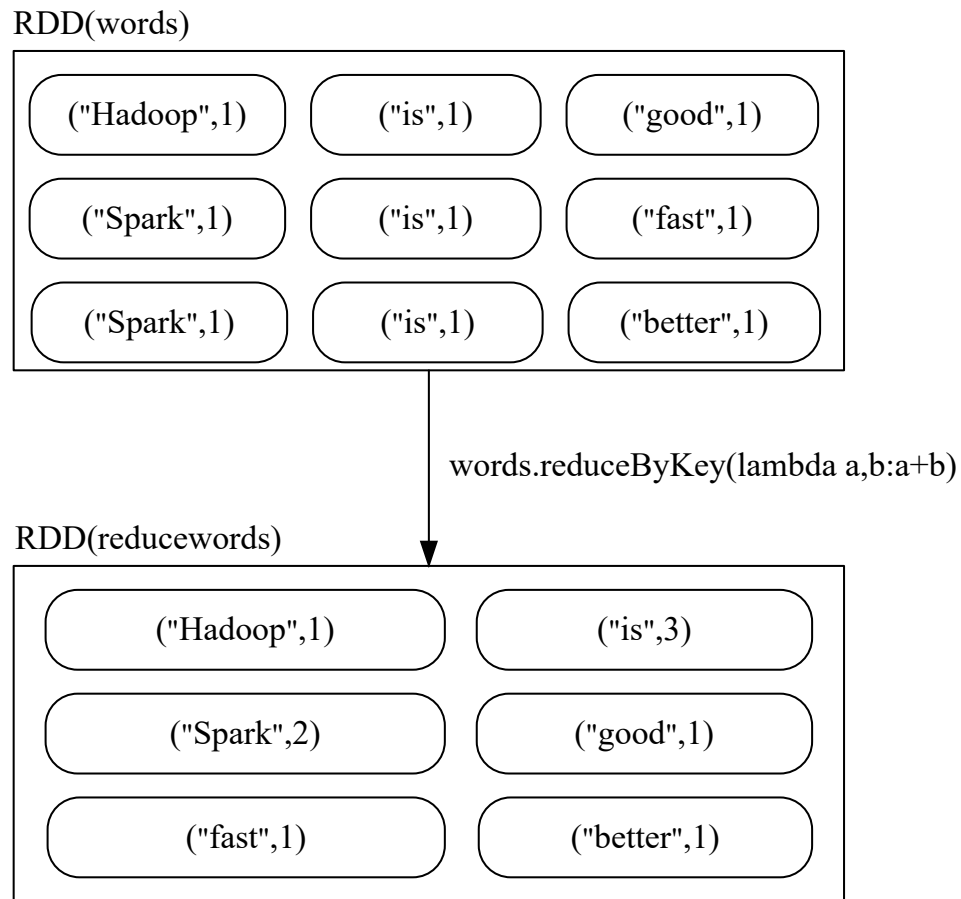 RDD(words)
("Hadoop",1) ("is",1) ("good",1)
("Spark",1) ("is",1) ("fast",1)
("Spark",1) ("is",1) ("better",1)
words.reduceByKey(lambda a,b:a+b)
RDD(reducewords)
("Hadoop",1) ("is",3)
("Spark",2) ("good",1)
("fast",1) ("better",1)